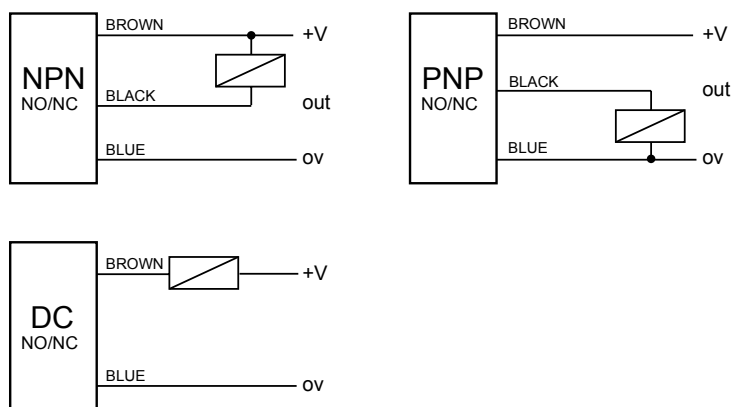 BROWN
+V
NPN
NO/NC
BLACK
out
BLUE
ov
BROWN
+V
PNP
NO/NC
BLACK
out
BLUE
ov
BROWN
+V
DC
NO/NC
BLUE
ov